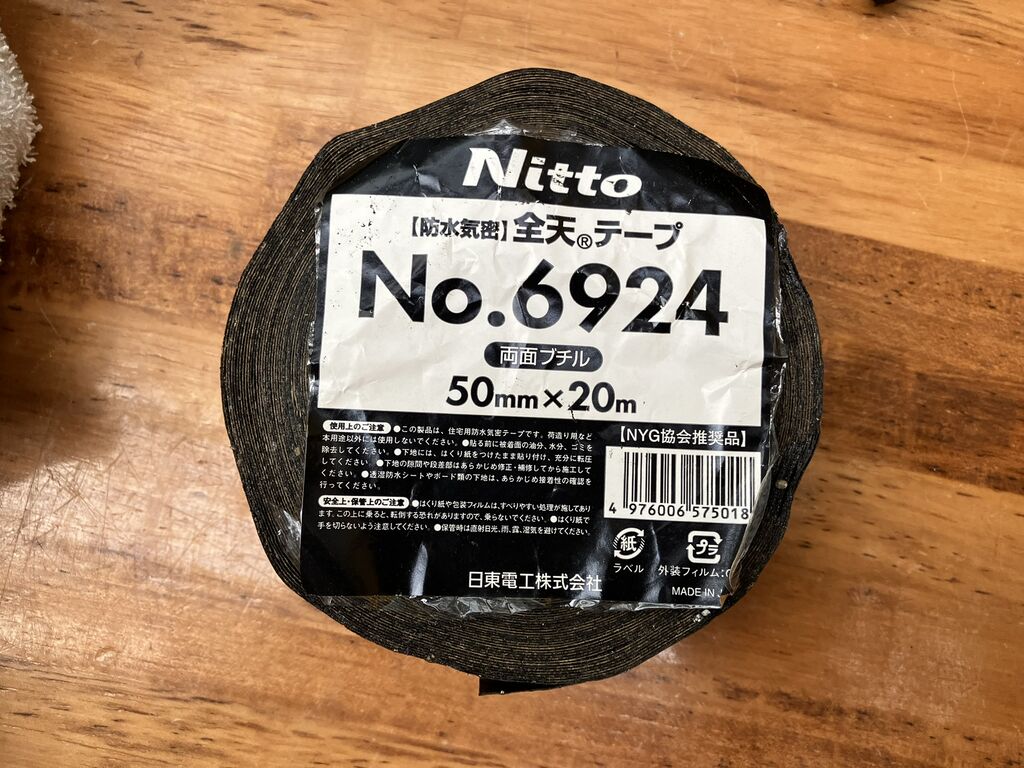 Nitto
【防水気密】全天®テープ
No.6924
両面ブチル
50mm×20m
使用上のご注意 ●この製品は、住宅用防水気密テープです。荷造り用など
本用途以外には使用しないでください。●貼る前に被着面の油分、水分、ゴミを
除去してください。●下地には、はくり紙をつけたまま貼り付け、充分に転圧
してください。●下地の隙間や段差部はあらかじめ修正・補修してから施工して
ください。●透湿防水シートやボード類の下地は、あらかじめ接着性の確認を
行ってください。
安全上・保管上のご注意 ●はくり紙や包装フィルムは、すべりやすい処理が施してあり
ます。この上に乗ると、転倒する恐れがありますので、乗らないでください。●はくり紙で
手を切らないよう注意してください。●保管時は直射日光、雨、露、湿気を避けてください。
【NYG協会推奨品】
4 976006 575018
紙
ラベル
プラ
外装フィルム:
日東電工株式会社
MADE IN